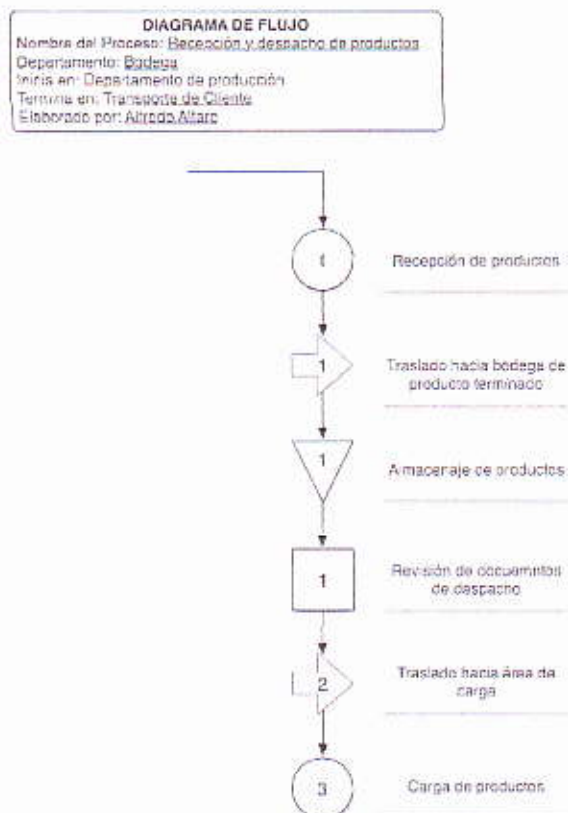 DIAGRAMA DE FLUJO
Nombre del Proceso: Recepción y despacho de productos
Departamento: Bodega
Inicia en: Departamento de producción
Termina en: Transporte de Cliente
Elaborado por: Alfredo Alfaro
1
Recepción de productos
1
Traslado hacia bodega de
producto terminado
1
Almacenaje de productos
1
Revisión de
de despacho
2
Traslado hacia área de
carga
3
Carga de productos